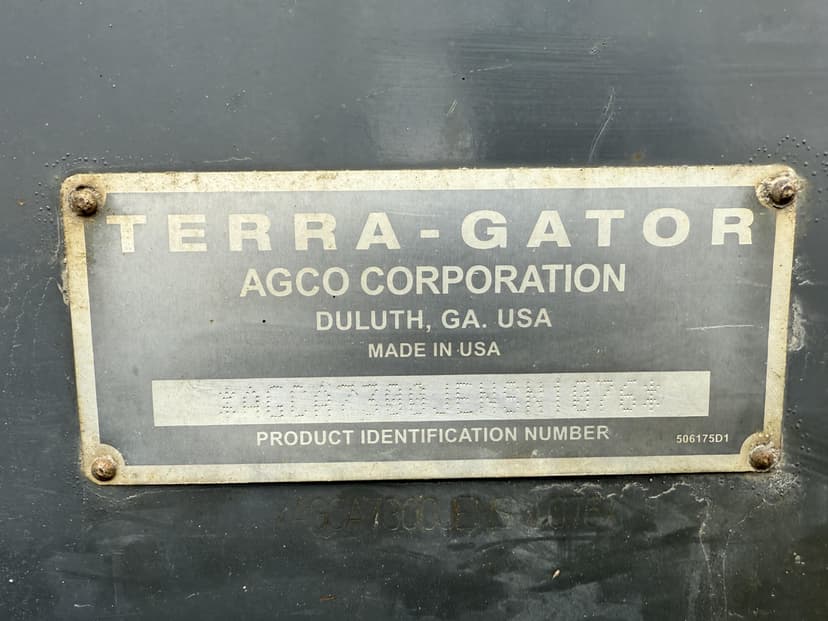 TERRA-GATOR
AGCO CORPORATION
DULUTH, GA. USA
MADE IN USA
PRODUCT IDENTIFICATION NUMBER
506175D1